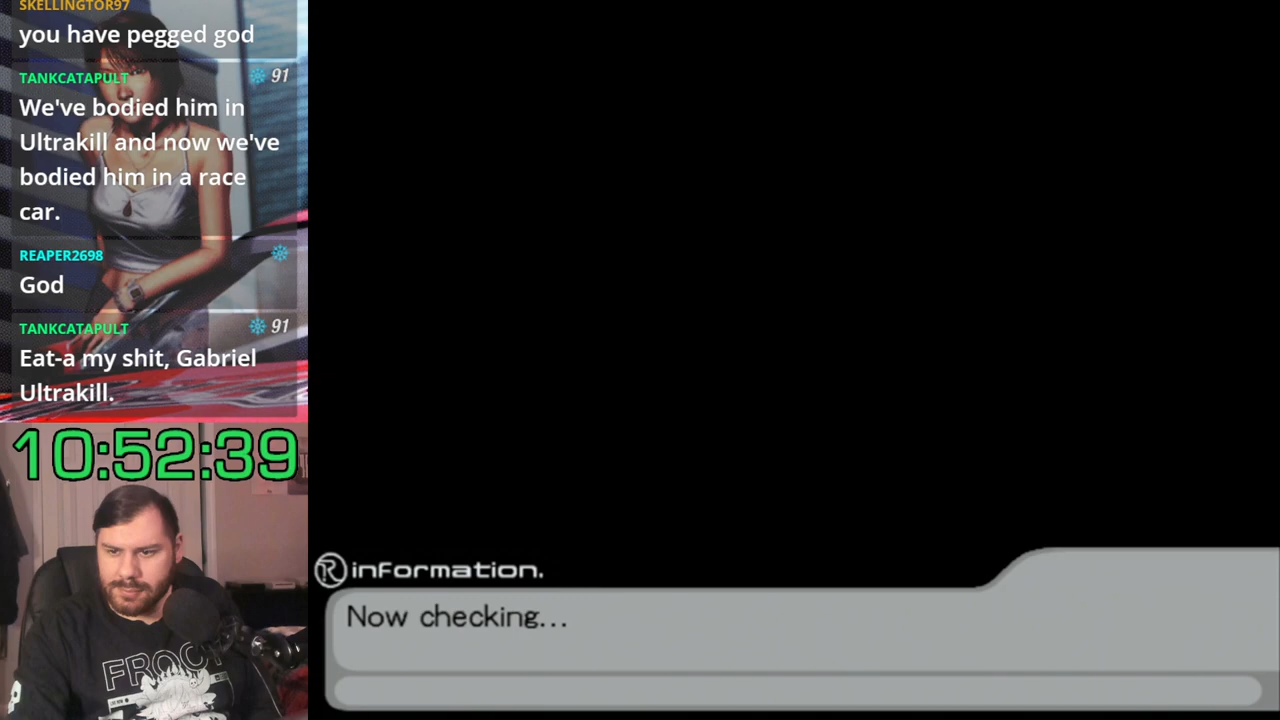 SKELLINGTOR97
you have pegged god
TANKCATAPULT 91
We've bodied him in
Ultrakill and now we've
bodied him in a race
car.
REAPER2698
God
TANKCATAPULT 91
Eat-a my shit, Gabriel
Ultrakill.
10:52:39
R information.
Now checking...